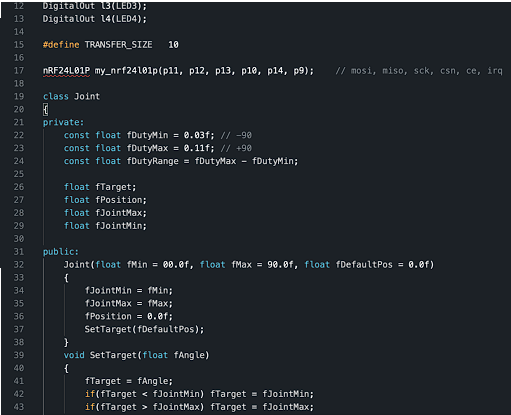 12 DigitalOut l3(LED3);
13 DigitalOut l4(LED4);
14
15 #define TRANSFER_SIZE   10
16
17 nRF24L01P my_nrf24l01p(p11, p12, p13, p10, p14, p9);    // mosi, miso, sck, csn, ce, irq
18
19 class Joint
20 {
21 private:
22     const float fDutyMin = 0.03f; // -90
23     const float fDutyMax = 0.11f; // +90
24     const float fDutyRange = fDutyMax - fDutyMin;
25
26     float fTarget;
27     float fPosition;
28     float fJointMax;
29     float fJointMin;
30
31 public:
32     Joint(float fMin = 00.0f, float fMax = 90.0f, float fDefaultPos = 0.0f)
33     {
34         fJointMin = fMin;
35         fJointMax = fMax;
36         fPosition = 0.0f;
37         SetTarget(fDefaultPos);
38     }
39     void SetTarget(float fAngle)
40     {
41         fTarget = fAngle;
42         if(fTarget < fJointMin) fTarget = fJointMin;
43         if(fTarget > fJointMax) fTarget = fJointMax;